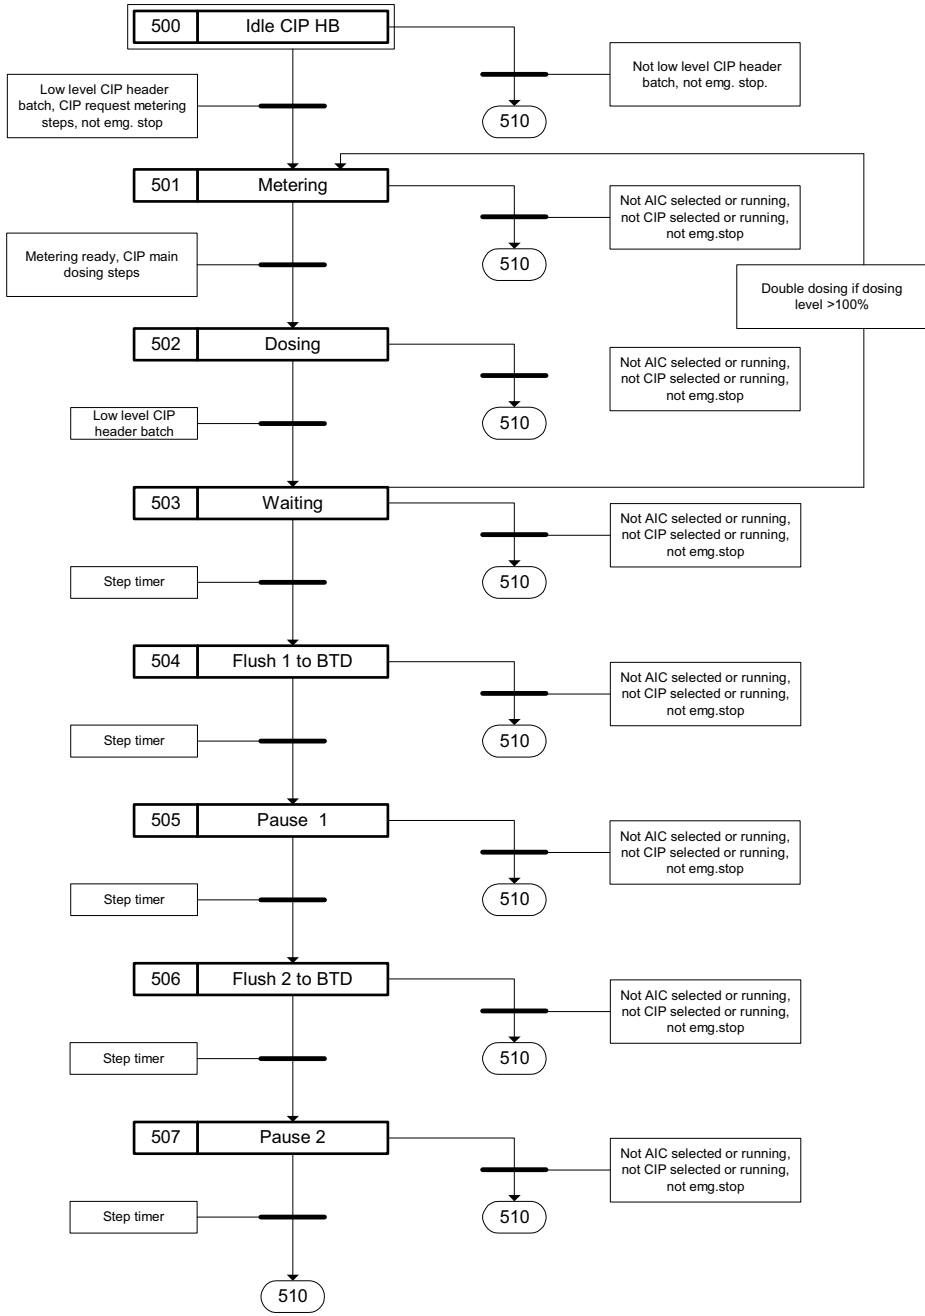 500 Idle CIP HB
Not low level CIP header
batch, not emg. stop.
Low level CIP header
batch, CIP request metering
steps, not emg. stop
510
501 Metering
Not AIC selected or running,
not CIP selected or running,
not emg.stop
510
Metering ready, CIP main
dosing steps
Double dosing if dosing
level >100%
502 Dosing
Not AIC selected or running,
not CIP selected or running,
not emg.stop
510
Low level CIP
header batch
503 Waiting
Not AIC selected or running,
not CIP selected or running,
not emg.stop
510
Step timer
504 Flush 1 to BTD
Not AIC selected or running,
not CIP selected or running,
not emg.stop
510
Step timer
505 Pause 1
Not AIC selected or running,
not CIP selected or running,
not emg.stop
510
Step timer
506 Flush 2 to BTD
Not AIC selected or running,
not CIP selected or running,
not emg.stop
510
Step timer
507 Pause 2
Not AIC selected or running,
not CIP selected or running,
not emg.stop
510
Step timer
510